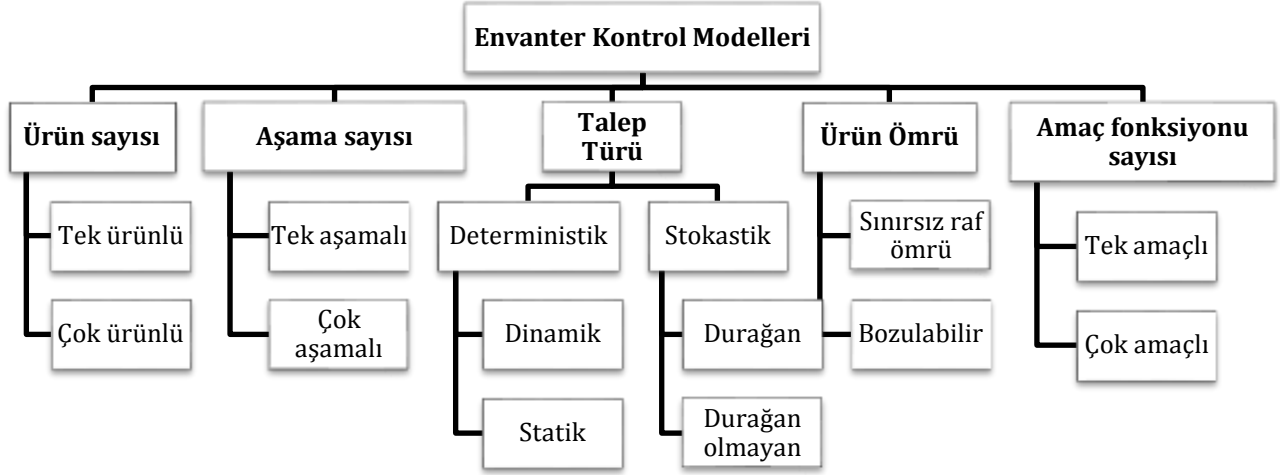 Envanter Kontrol Modelleri
Ürün sayısı
Tek ürünlü
Çok ürünlü
Aşama sayısı
Tek aşamalı
Çok
aşamalı
Talep
Türü
Deterministik
Dinamik
Statik
Stokastik
Durağan
Durağan
olmayan
Ürün Ömrü
Sınırsız raf
ömrü
Bozulabilir
Amaç fonksiyonu
sayısı
Tek amaçlı
Çok amaçlı